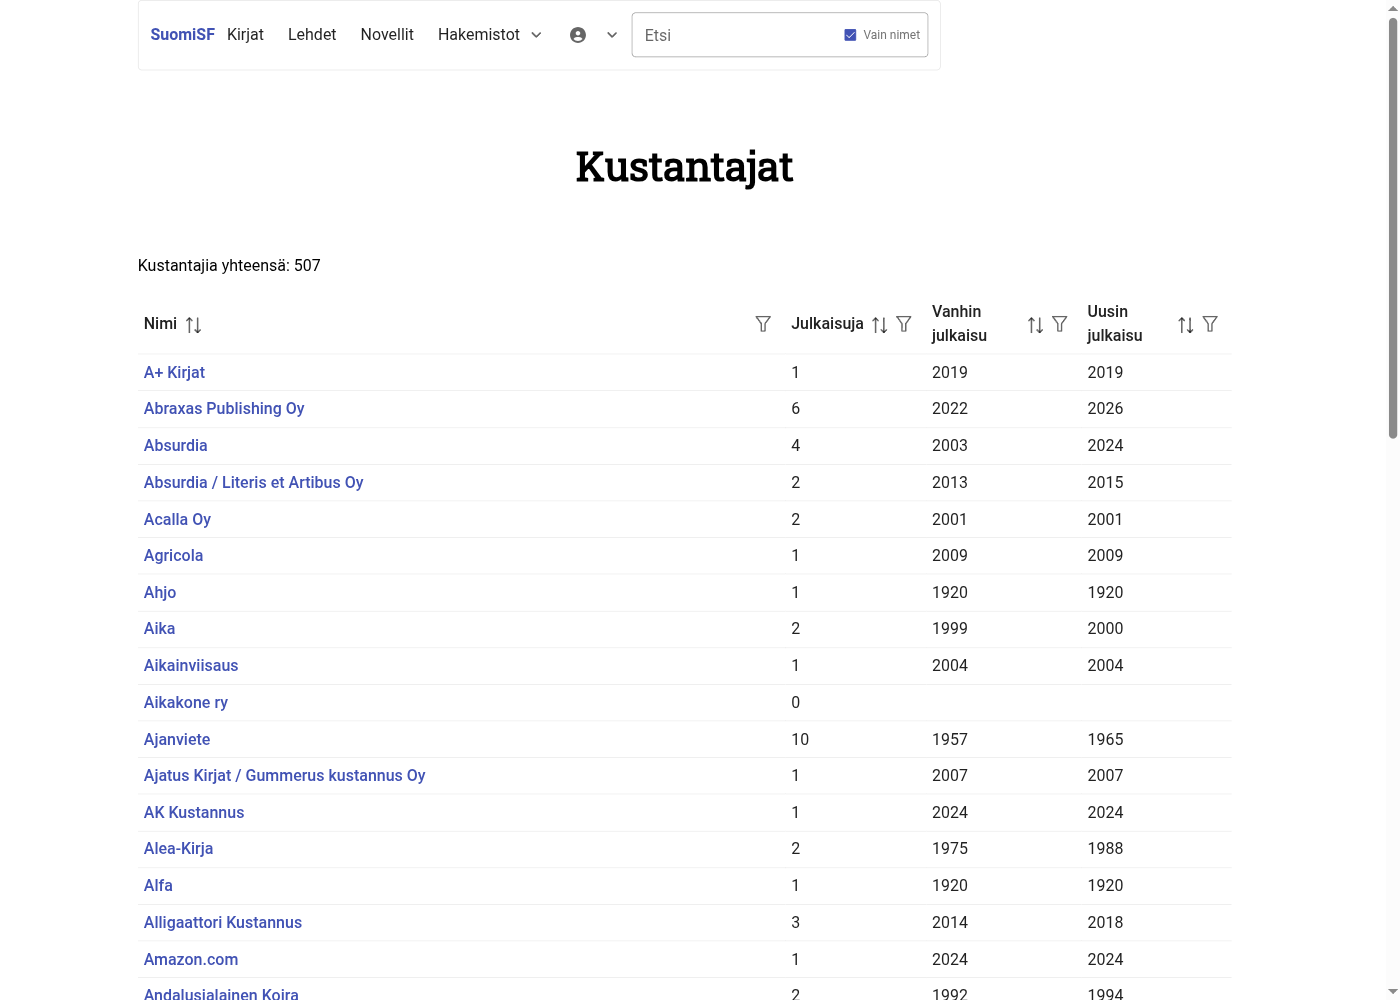 SuomiSF Kirjat Lehdet Novellit Hakemistot Etsi Vain nimet
Kustantajat
Kustantajia yhteensä: 507
Nimi Julkaisuja Vanhin julkaisu Uusin julkaisu
A+ Kirjat 1 2019 2019
Abraxas Publishing Oy 6 2022 2026
Absurdia 4 2003 2024
Absurdia / Literis et Artibus Oy 2 2013 2015
Acalla Oy 2 2001 2001
Agricola 1 2009 2009
Ahjo 1 1920 1920
Aika 2 1999 2000
Aikainviisaus 1 2004 2004
Aikakone ry 0
Ajanviete 10 1957 1965
Ajatus Kirjat / Gummerus kustannus Oy 1 2007 2007
AK Kustannus 1 2024 2024
Alea-Kirja 2 1975 1988
Alfa 1 1920 1920
Alligaattori Kustannus 3 2014 2018
Amazon.com 1 2024 2024
Andalusialainen Koira 2 1992 1994